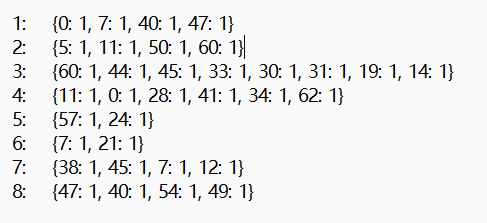 1: {0: 1, 7: 1, 40: 1, 47: 1}
2: {5: 1, 11: 1, 50: 1, 60: 1}
3: {60: 1, 44: 1, 45: 1, 33: 1, 30: 1, 31: 1, 19: 1, 14: 1}
4: {11: 1, 0: 1, 28: 1, 41: 1, 34: 1, 62: 1}
5: {57: 1, 24: 1}
6: {7: 1, 21: 1}
7: {38: 1, 45: 1, 7: 1, 12: 1}
8: {47: 1, 40: 1, 54: 1, 49: 1}